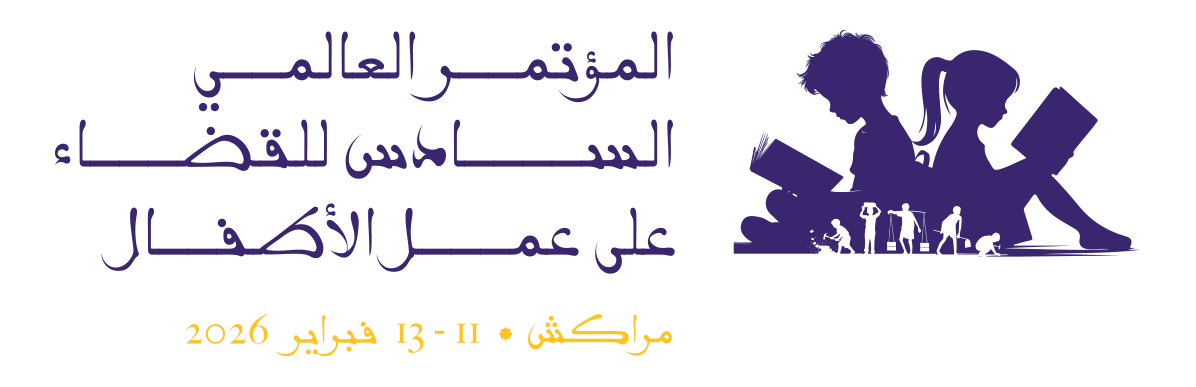 المؤتمر العالمي
السادس للقضاء
على عمل الأطفال
مراكش • 11 - 13 فبراير 2026